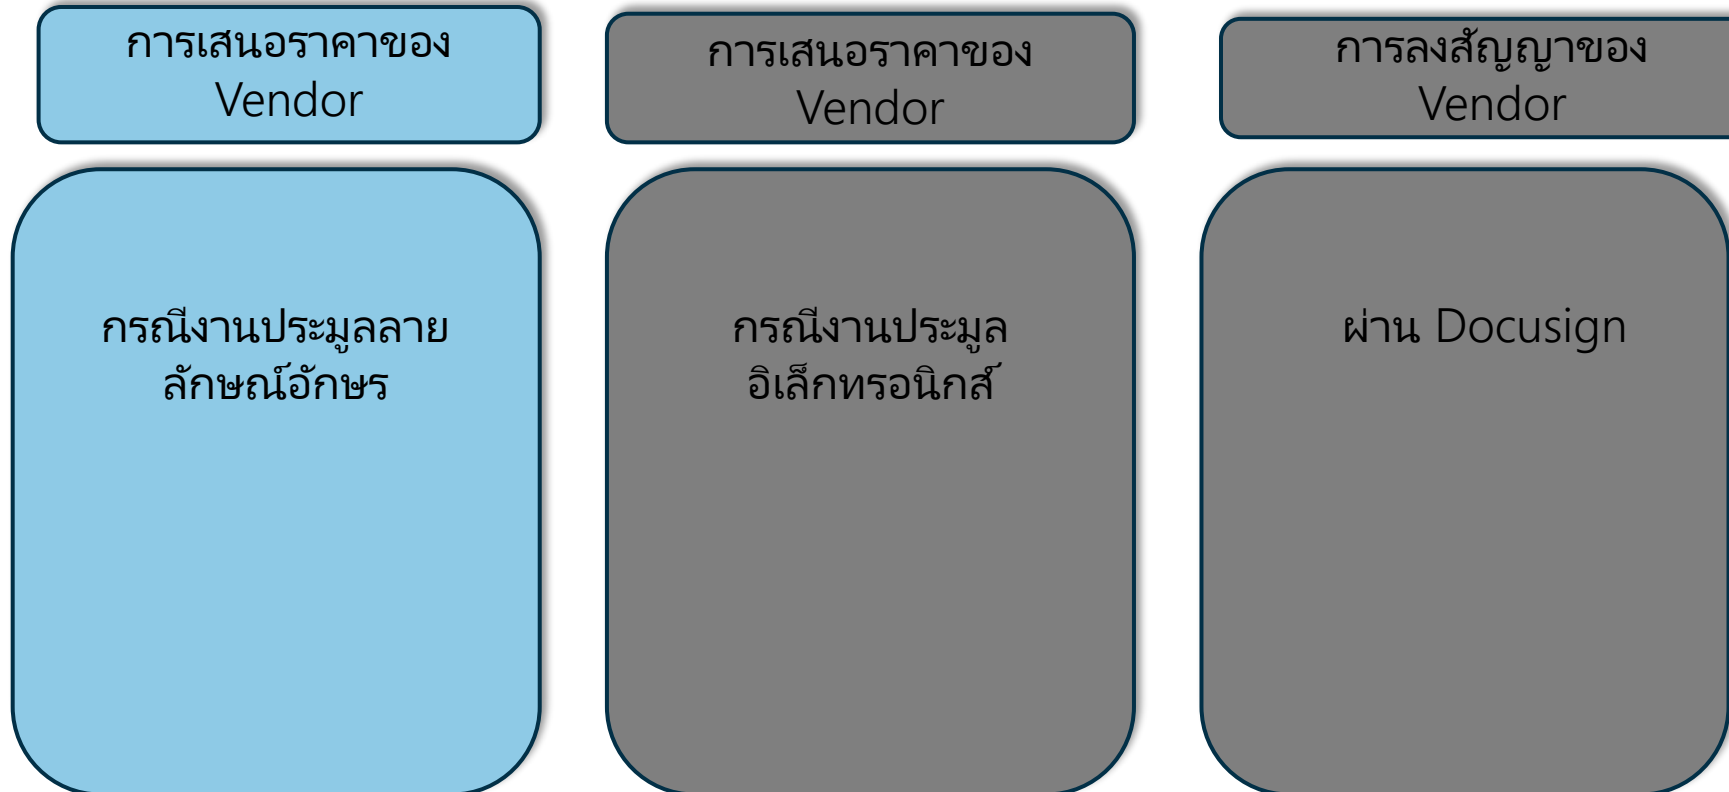 การเสนอราคาของ
Vendor
การเสนอราคาของ
Vendor
การลงสัญญาของ
Vendor
กรณีงานประมูลลาย
ลักษณ์อักษร
กรณีงานประมูล
อิเล็กทรอนิกส์
ผ่าน Docusign